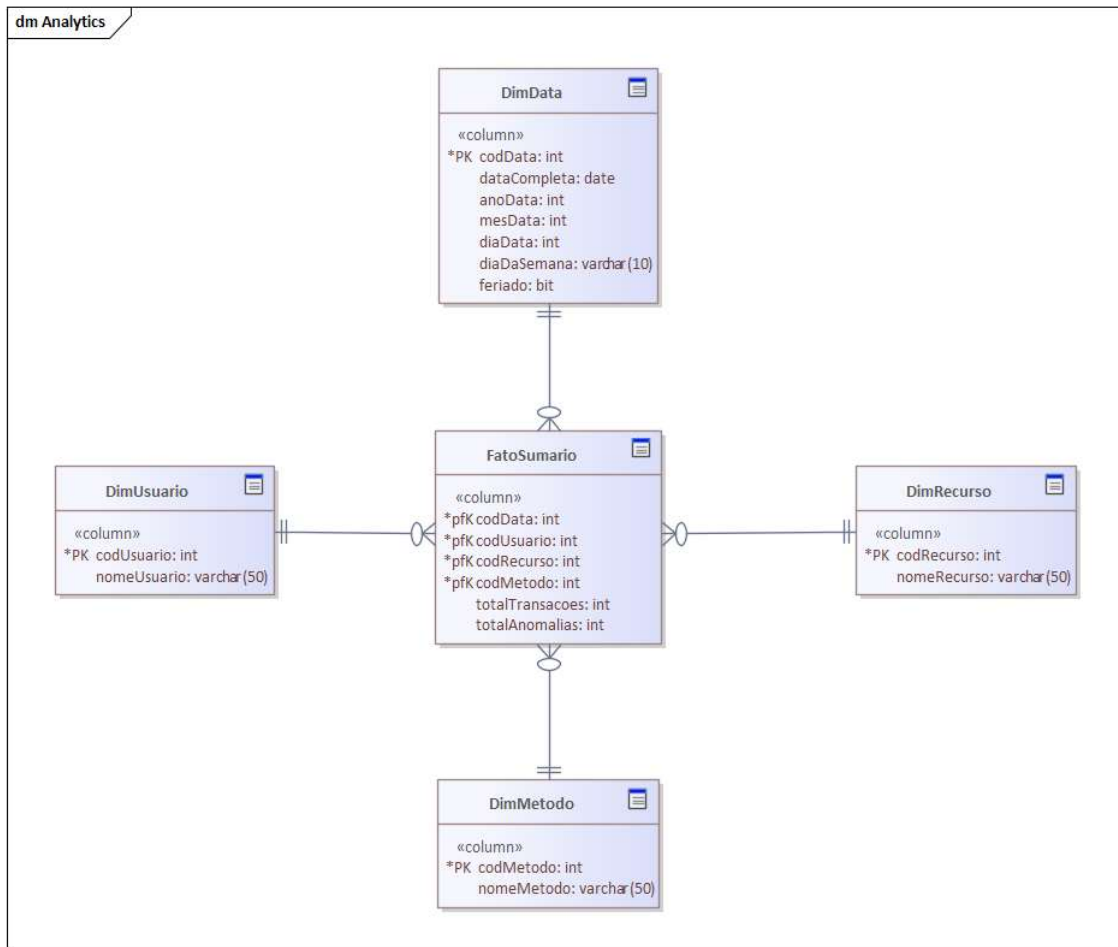 dm Analytics
DimData
«column»
*PK codData: int
dataCompleta: date
anoData: int
mesData: int
diaData: int
diaDaSemana: varchar(10)
feriado: bit
FatoSumario
«column»
*pfK codData: int
*pfK codUsuario: int
*pfK codRecurso: int
*pfK codMetodo: int
totalTransacoes: int
totalAnomalias: int
DimUsuario
«column»
*PK codUsuario: int
nomeUsuario: varchar(50)
DimRecurso
«column»
*PK codRecurso: int
nomeRecurso: varchar(50)
DimMetodo
«column»
*PK codMetodo: int
nomeMetodo: varchar(50)